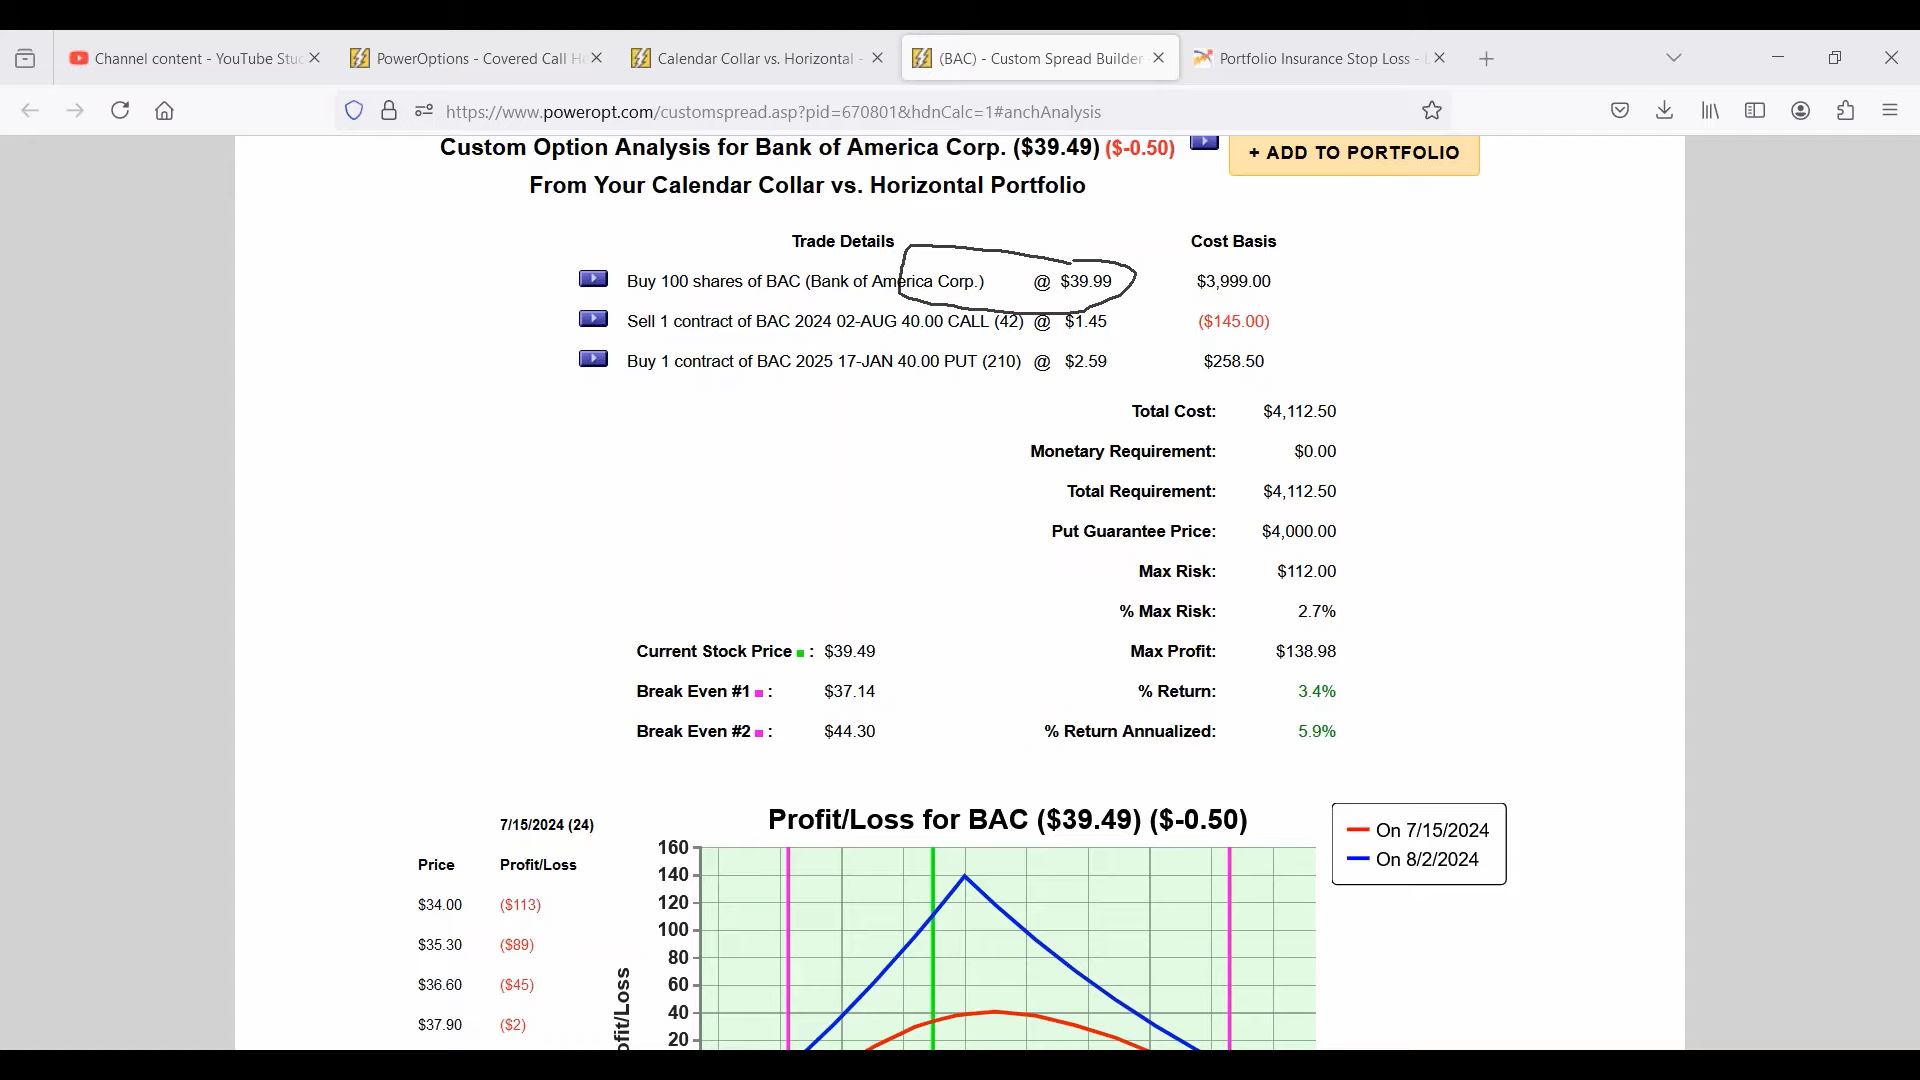 Channel content - YouTube Stuc
PowerOptions - Covered Call He
Calendar Collar vs. Horizontal -
(BAC) - Custom Spread Builder
Portfolio Insurance Stop Loss -
https://www.poweropt.com/customspread.asp?pid=670801&hdnCalc=1#anchAnalysis
Custom Option Analysis for Bank of America Corp. ($39.49) ($-0.50)
+ ADD TO PORTFOLIO
From Your Calendar Collar vs. Horizontal Portfolio
Trade Details Cost Basis
Buy 100 shares of BAC (Bank of America Corp.) @ $39.99 $3,999.00
Sell 1 contract of BAC 2024 02-AUG 40.00 CALL (42) @ $1.45 ($145.00)
Buy 1 contract of BAC 2025 17-JAN 40.00 PUT (210) @ $2.59 $258.50
Total Cost: $4,112.50
Monetary Requirement: $0.00
Total Requirement: $4,112.50
Put Guarantee Price: $4,000.00
Max Risk: $112.00
% Max Risk: 2.7%
Current Stock Price : $39.49 Max Profit: $138.98
Break Even #1 : $37.14 % Return: 3.4%
Break Even #2 : $44.30 % Return Annualized: 5.9%
7/15/2024 (24)
Price Profit/Loss
$34.00 ($113)
$35.30 ($89)
$36.60 ($45)
$37.90 ($2)
Profit/Loss for BAC ($39.49) ($-0.50)
160
140
120
100
80
60
40
20
ofit/Loss
On 7/15/2024
On 8/2/2024